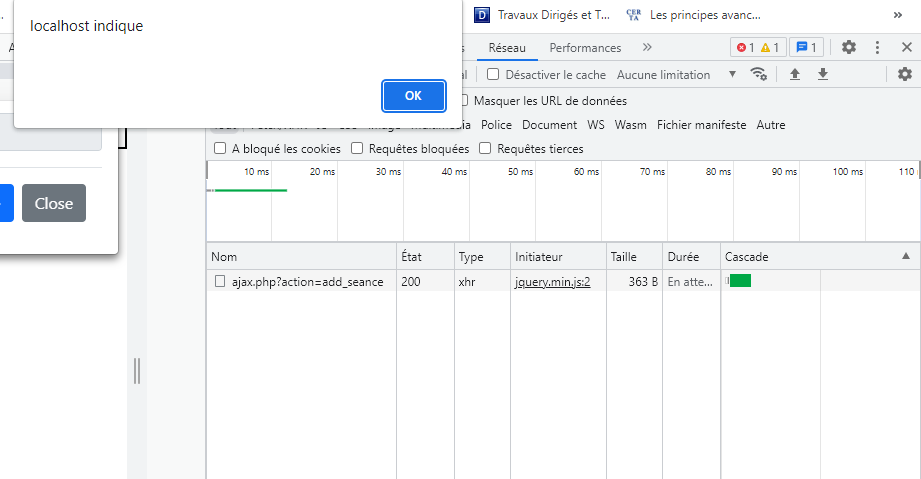 localhost indique
OK
Travaux Dirigés et T...
CER
TA
Les principes avanc...
»
Réseau
Performances
»
1
1
1
Désactiver le cache
Aucune limitation
Masquer les URL de données
Police Document WS Wasm Fichier manifeste Autre
A bloqué les cookies
Requêtes bloquées
Requêtes tierces
10 ms 20 ms 30 ms 40 ms 50 ms 60 ms 70 ms 80 ms 90 ms 100 ms 110
Close
Nom État Type Initiateur Taille Durée Cascade
ajax.php?action=add_seance 200 xhr jquery.min.js:2 363 B En atte...